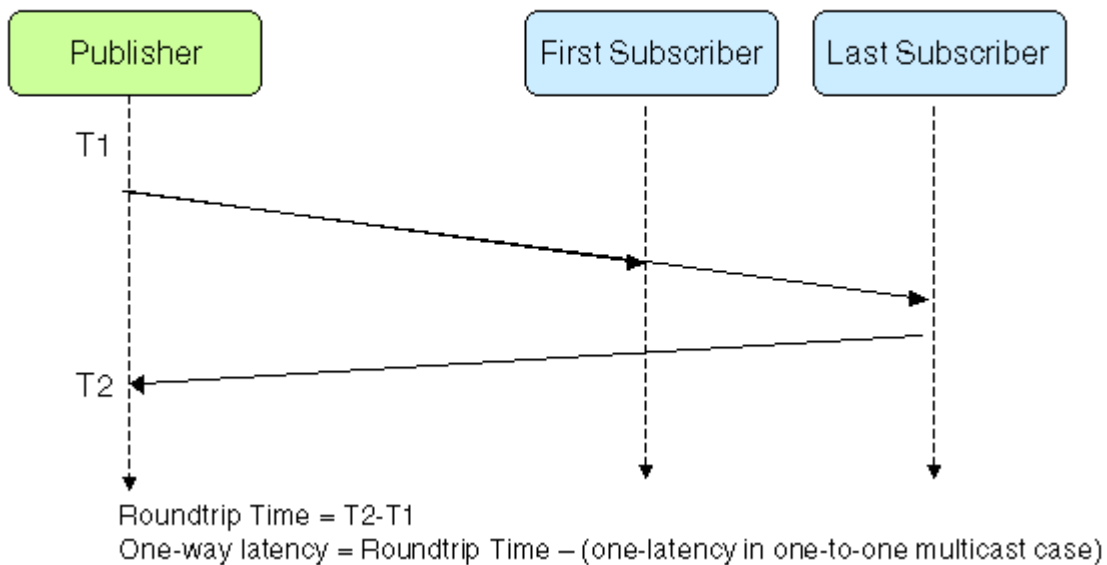 Publisher
First Subscriber
Last Subscriber
T1
T2
Roundtrip Time = T2-T1
One-way latency = Roundtrip Time – (one-latency in one-to-one multicast case)